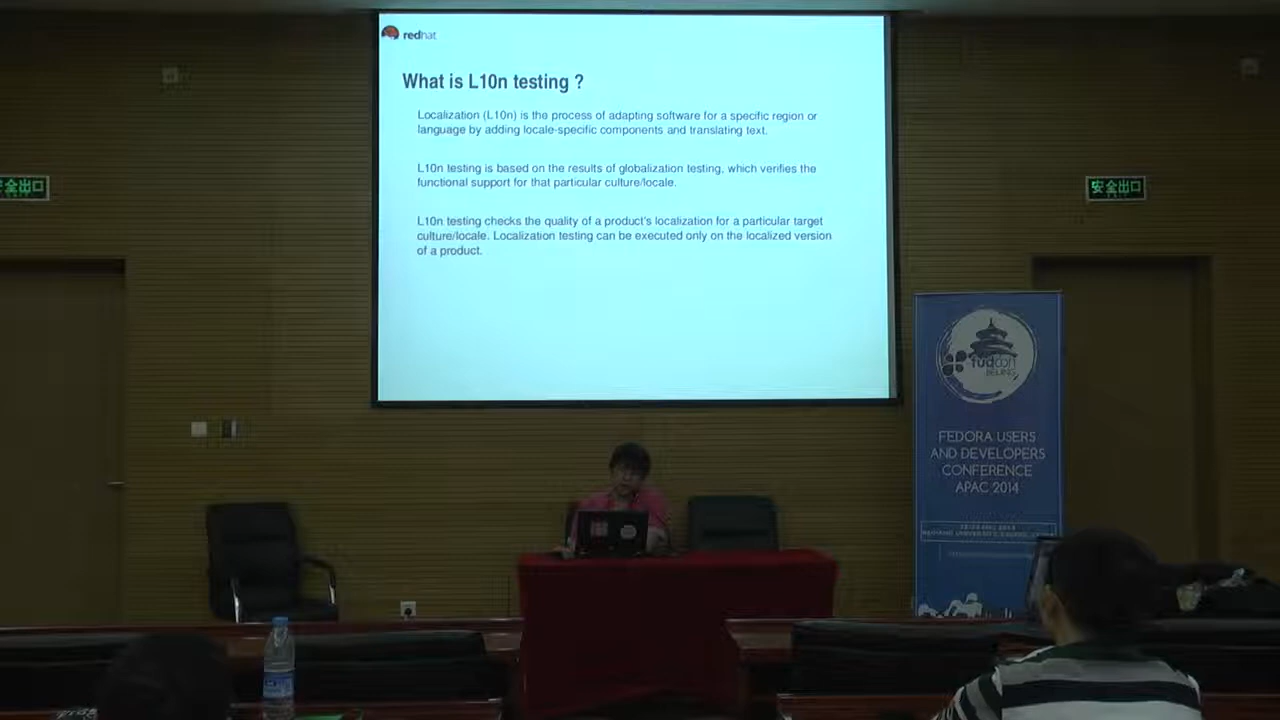 redhat
What is L10n testing ?
Localization (L10n) is the process of adapting software for a specific region or
language by adding locale-specific components and translating text.
L10n testing is based on the results of globalization testing, which verifies the
functional support for that particular culture/locale.
L10n testing checks the quality of a product's localization for a particular target
culture/locale. Localization testing can be executed only on the localized version
of a product.
安全出口
安全出口
fudcon
BEIJING
FEDORA USERS
AND DEVELOPERS
CONFERENCE
APAC 2014